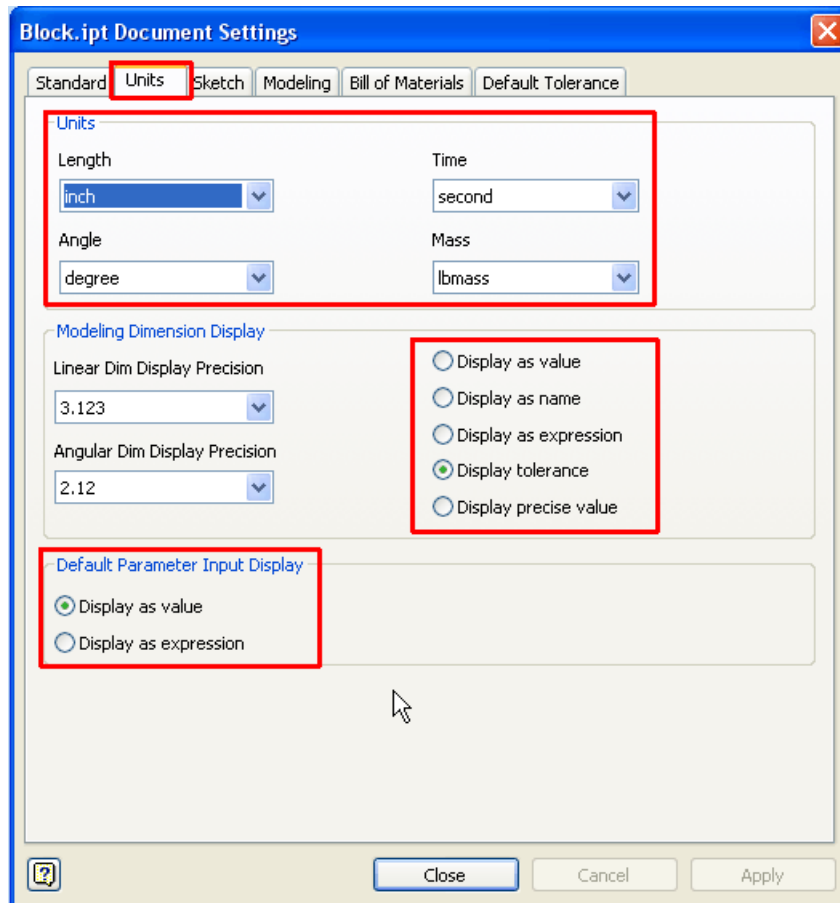 Block.ipt Document Settings
Standard Units Sketch Modeling Bill of Materials Default Tolerance
Units
Length Time
inch second
Angle Mass
degree lbmass
Modeling Dimension Display
Linear Dim Display Precision
3.123
Angular Dim Display Precision
2.12
Display as value
Display as name
Display as expression
Display tolerance
Display precise value
Default Parameter Input Display
Display as value
Display as expression
? Close Cancel Apply